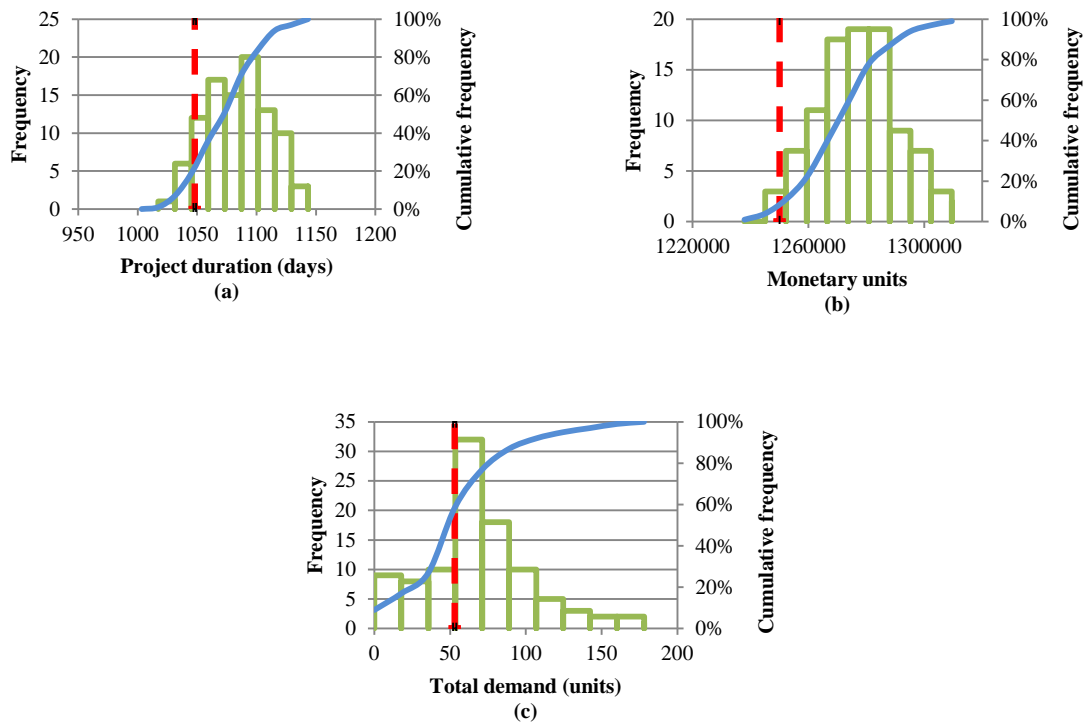 25
20
15
10
5
0
Frequency
100%
80%
60%
40%
20%
0%
Cumulative frequency
950 1000 1050 1100 1150 1200
Project duration (days)
(a)
20
15
10
5
0
Frequemcy
100%
80%
60%
40%
20%
0%
Cumulative frequency
1220000 1260000 1300000
Monetary units
(b)
35
30
25
20
15
10
5
0
Frequency
100%
80%
60%
40%
20%
0%
Cumulative frequency
0 50 100 150 200
Total demand (units)
(c)